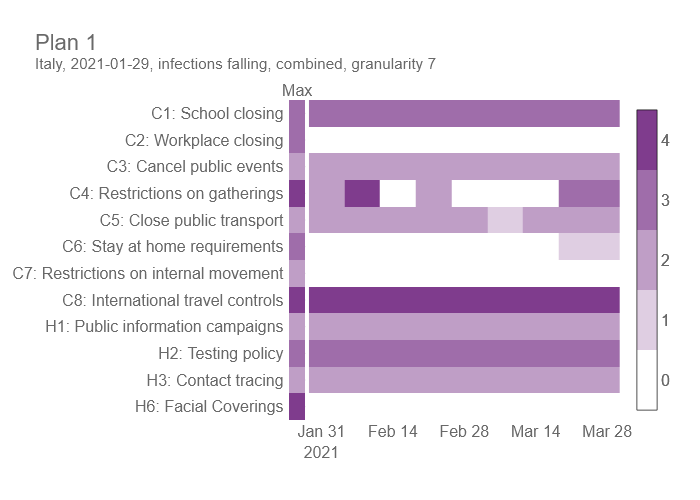 Plan 1
Italy, 2021-01-29, infections falling, combined, granularity 7
Max
C1: School closing
C2: Workplace closing
C3: Cancel public events
C4: Restrictions on gatherings
C5: Close public transport
C6: Stay at home requirements
C7: Restrictions on internal movement
C8: International travel controls
H1: Public information campaigns
H2: Testing policy
H3: Contact tracing
H6: Facial Coverings
Jan 31 Feb 14 Feb 28 Mar 14 Mar 28
2021
4
3
2
1
0